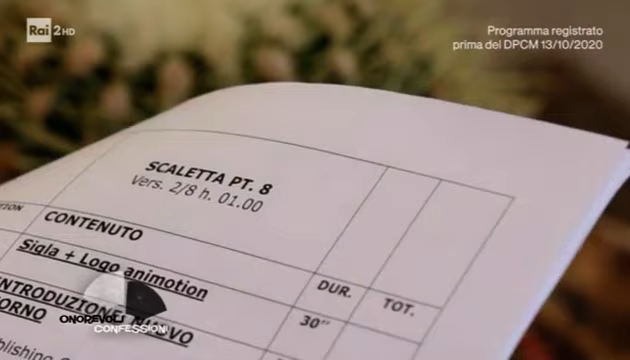 Rai 2HD
Programma registrato
prima del DPCM 13/10/2020
SCALETTA PT. 8
Vers. 2/8 h. 01.00
CONTENUTO
DUR.
TOT.
Sigla + Logo animotion
30"
INTRODUZIONE
ONOREVOLI
CONFESSIONI